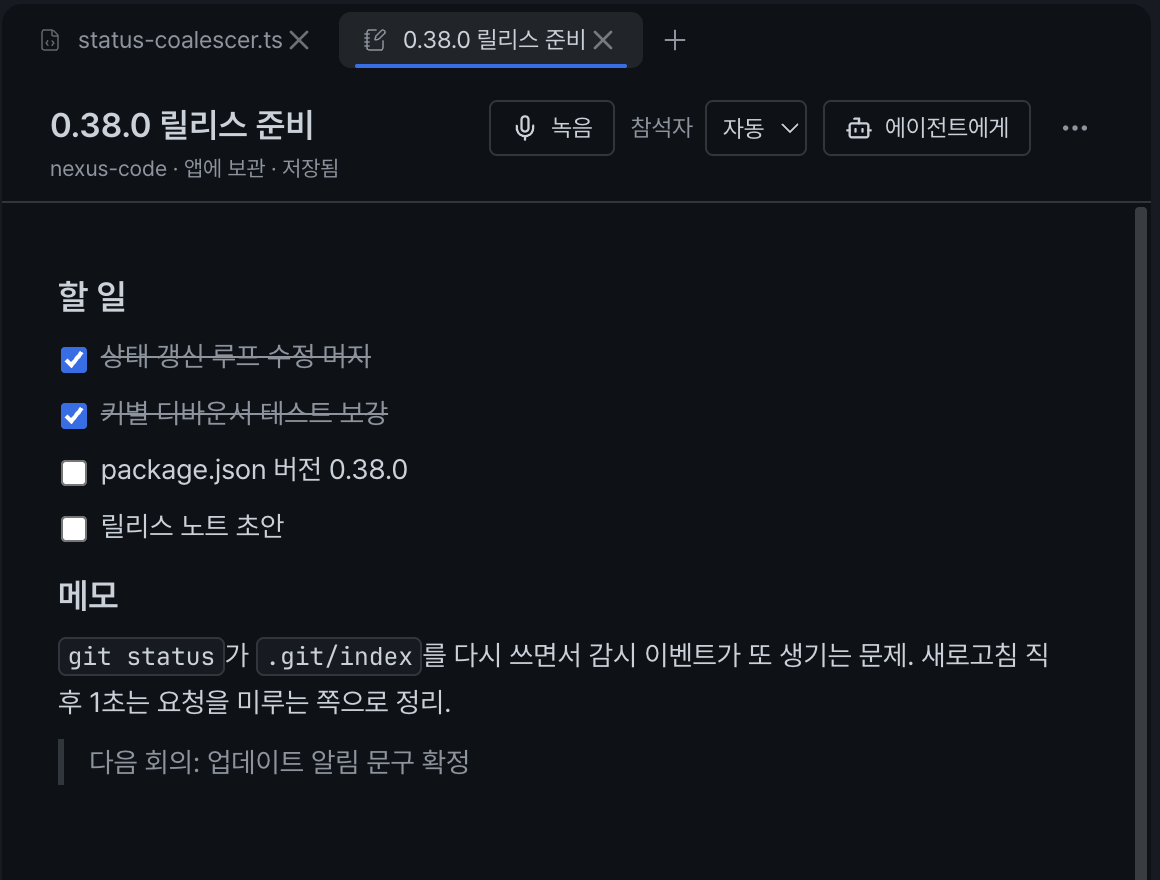 status-coalescer.ts
0.38.0 릴리스 준비
0.38.0 릴리스 준비
녹음
참석자
자동
에이전트에게
nexus-code · 앱에 보관 · 저장됨
할 일
상태 갱신 루프 수정 머지
키별 디바운서 테스트 보강
package.json 버전 0.38.0
릴리스 노트 초안
메모
git status가 .git/index를 다시 쓰면서 감시 이벤트가 또 생기는 문제. 새로고침 직
후 1초는 요청을 미루는 쪽으로 정리.
다음 회의: 업데이트 알림 문구 확정